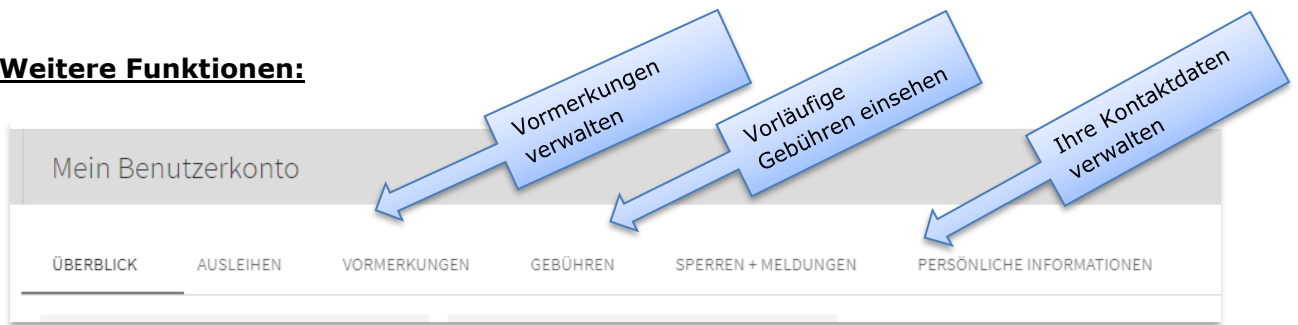 Weitere Funktionen:
Vormerkungen
verwalten
Vorläufige
Gebühren einsehen
Ihre Kontaktdaten
verwalten
Mein Benutzerkonto
ÜBERBLICK AUSLEIHEN VORMERKUNGEN GEBÜHREN SPERREN + MELDUNGEN PERSÖNLICHE INFORMATIONEN